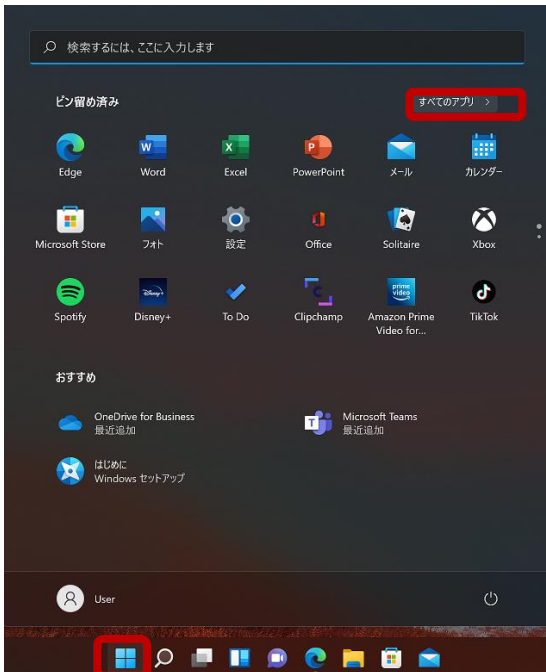 検索するには、ここに入力します
ピン留め済み
すべてのアプリ >
Edge
Word
Excel
PowerPoint
メール
カレンダー
Microsoft Store
フォト
設定
Office
Solitaire
Xbox
Spotify
Disney+
To Do
Clipchamp
Amazon Prime
Video for...
TikTok
おすすめ
OneDrive for Business
最近追加
Microsoft Teams
最近追加
はじめに
Windows セットアップ
User